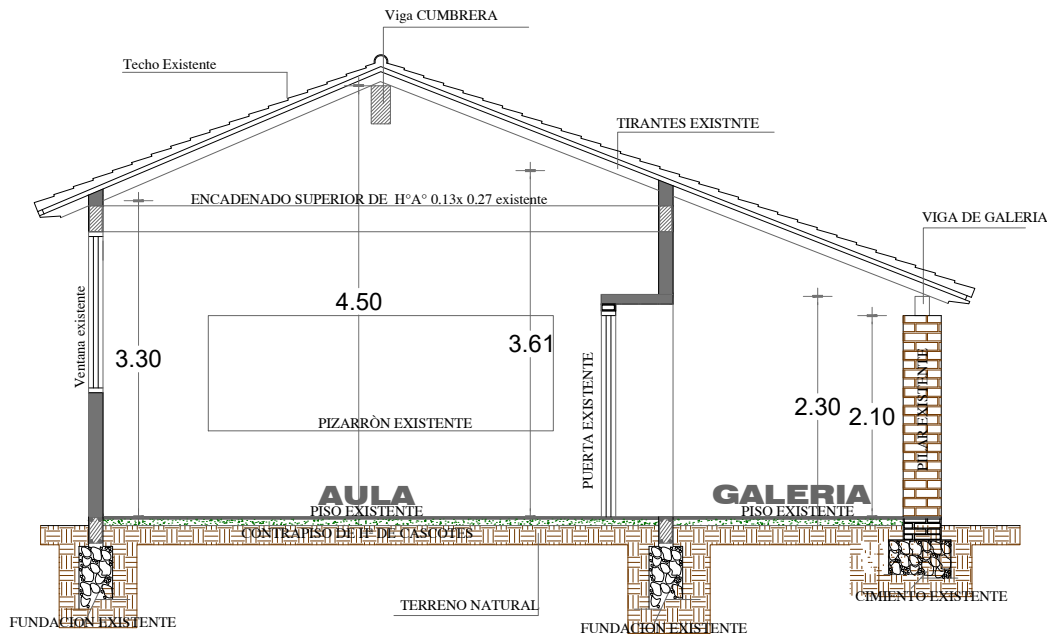 Viga CUMBRERA
Techo Existente
TIRANTES EXISTNTE
ENCADENADO SUPERIOR DE H°A° 0.13x 0.27 existente
VIGA DE GALERIA
Ventana existente
3.30
4.50
3.61
PUERTA EXISTENTE
2.30
2.10
PILAR EXISTENTE
PIZARRÒN EXISTENTE
AULA
GALERIA
PISO EXISTENTE
PISO EXISTENTE
CONTRAPISO DE Hº DE CASCOTES
TERRENO NATURAL
CIMIENTO EXISTENTE
FUNDACION EXISTENTE
FUNDACION EXISTENTE